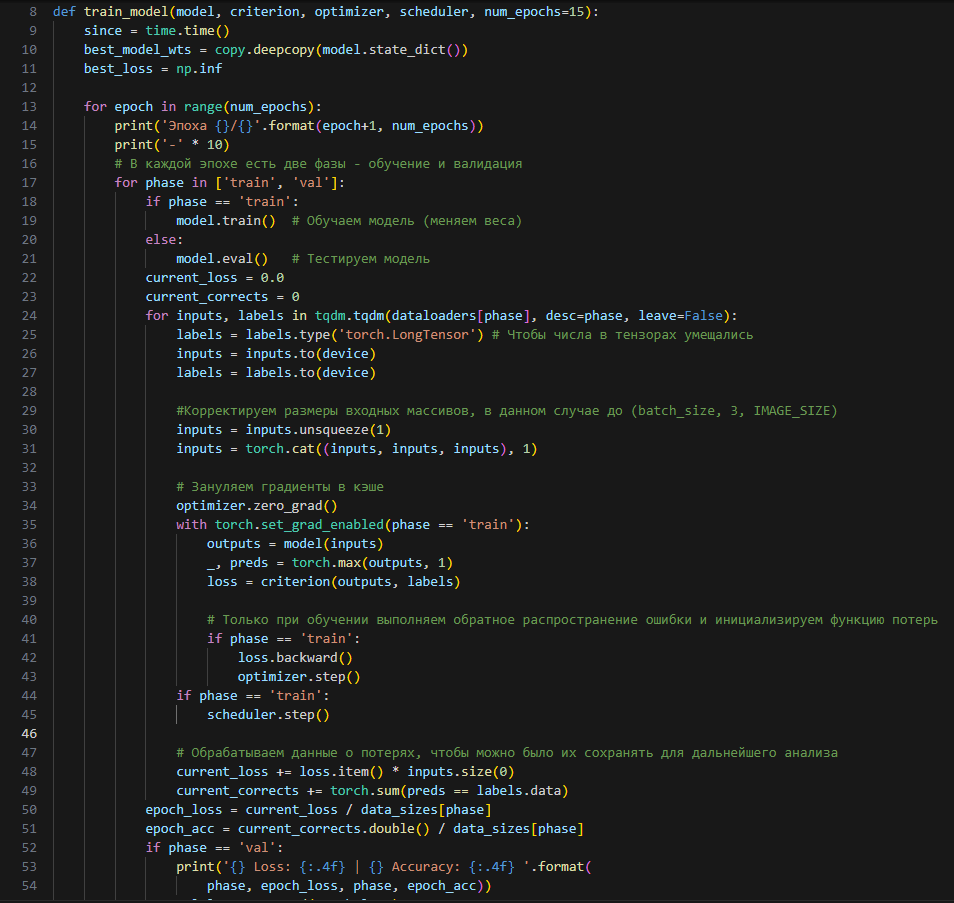 8 def train_model(model, criterion, optimizer, scheduler, num_epochs=15):
9     since = time.time()
10     best_model_wts = copy.deepcopy(model.state_dict())
11     best_loss = np.inf
12
13     for epoch in range(num_epochs):
14         print('Эпоха {}/{}'.format(epoch+1, num_epochs))
15         print('-' * 10)
16         # В каждой эпохе есть две фазы - обучение и валидация
17         for phase in ['train', 'val']:
18             if phase == 'train':
19                 model.train()  # Обучаем модель (меняем веса)
20             else:
21                 model.eval()   # Тестируем модель
22             current_loss = 0.0
23             current_corrects = 0
24             for inputs, labels in tqdm.tqdm(dataloaders[phase], desc=phase, leave=False):
25                 labels = labels.type('torch.LongTensor') # Чтобы числа в тензорах умещались
26                 inputs = inputs.to(device)
27                 labels = labels.to(device)
28
29                 #Корректируем размеры входных массивов, в данном случае до (batch_size, 3, IMAGE_SIZE)
30                 inputs = inputs.unsqueeze(1)
31                 inputs = torch.cat((inputs, inputs, inputs), 1)
32
33                 # Зануляем градиенты в кэше
34                 optimizer.zero_grad()
35                 with torch.set_grad_enabled(phase == 'train'):
36                     outputs = model(inputs)
37                     _, preds = torch.max(outputs, 1)
38                     loss = criterion(outputs, labels)
39
40                     # Только при обучении выполняем обратное распространение ошибки и инициализируем функцию потерь
41                     if phase == 'train':
42                         loss.backward()
43                         optimizer.step()
44                 if phase == 'train':
45                     scheduler.step()
46
47                 # Обрабатываем данные о потерях, чтобы можно было их сохранять для дальнейшего анализа
48                 current_loss += loss.item() * inputs.size(0)
49                 current_corrects += torch.sum(preds == labels.data)
50             epoch_loss = current_loss / data_sizes[phase]
51             epoch_acc = current_corrects.double() / data_sizes[phase]
52             if phase == 'val':
53                 print('{} Loss: {:.4f} | {} Accuracy: {:.4f} '.format(
54                     phase, epoch_loss, phase, epoch_acc))